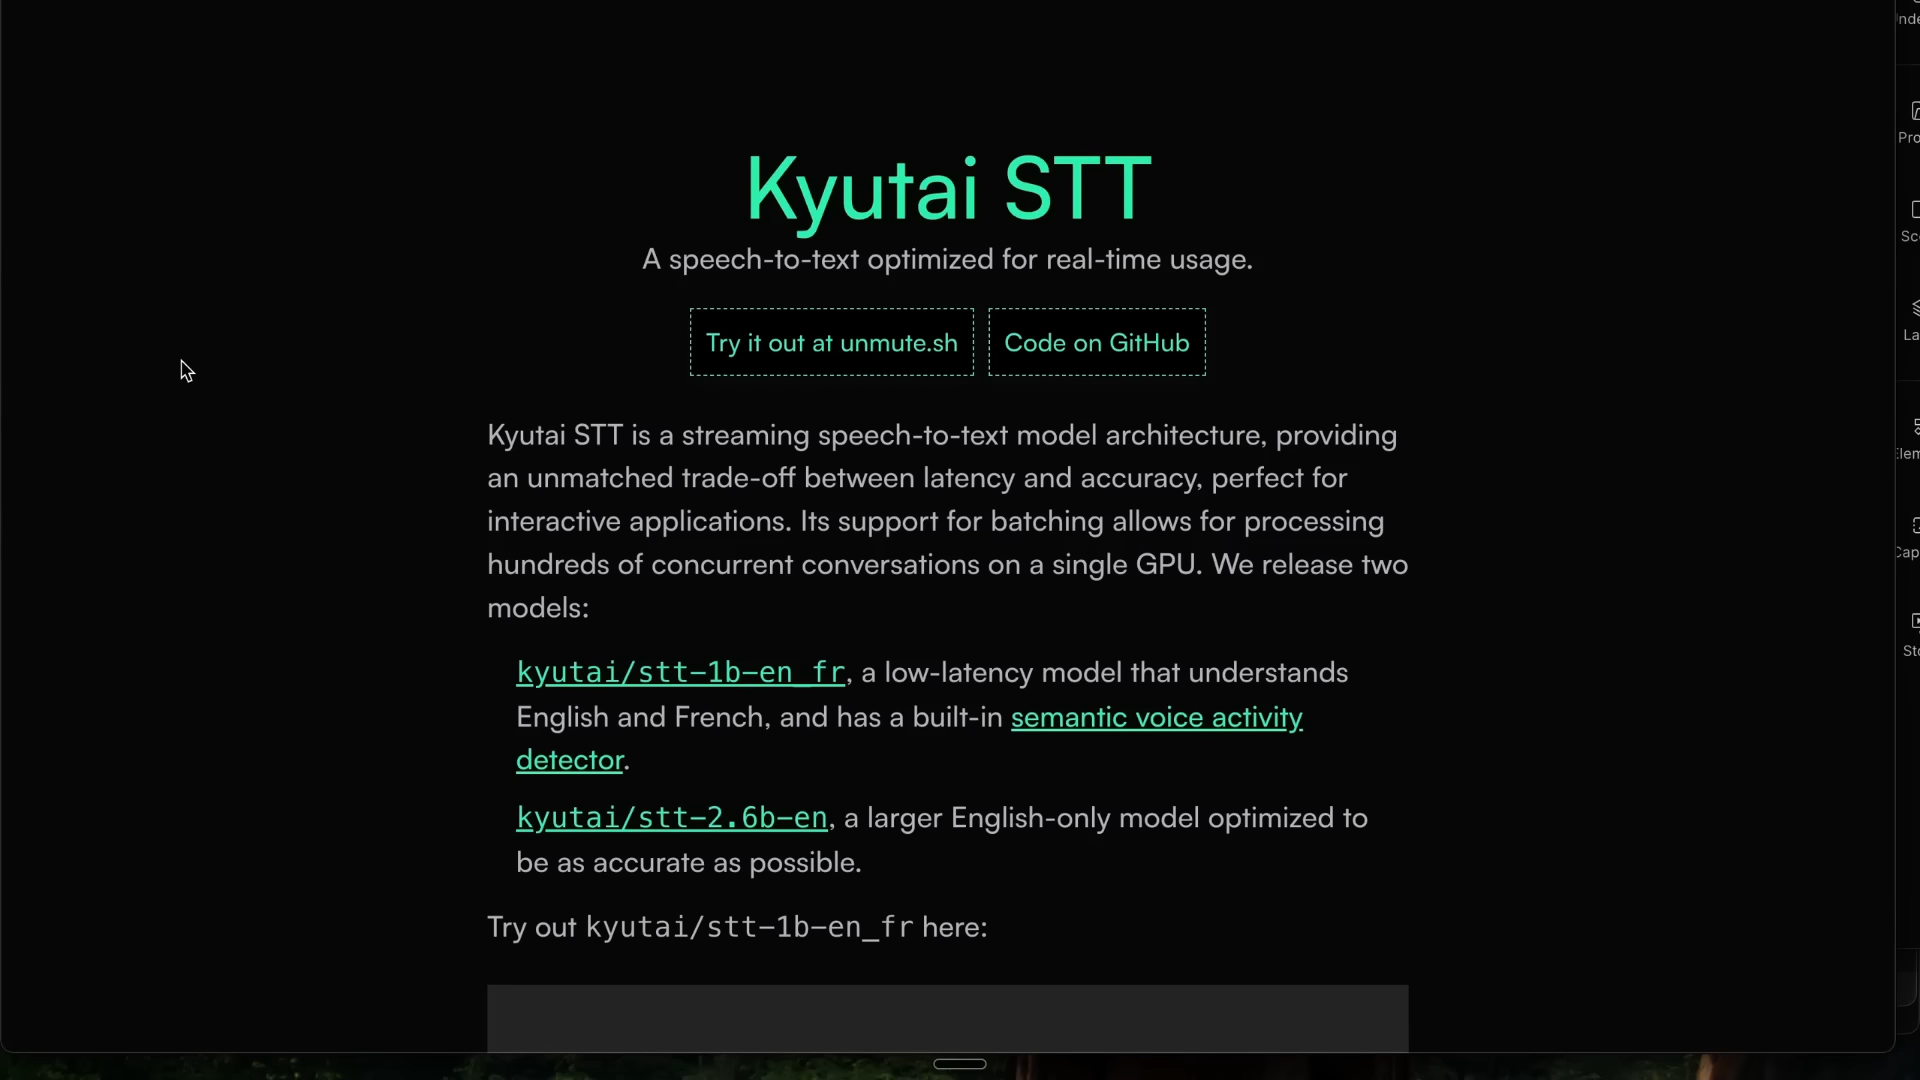 Kyutai STT
A speech-to-text optimized for real-time usage.
Try it out at unmute.sh
Code on GitHub
Kyutai STT is a streaming speech-to-text model architecture, providing
an unmatched trade-off between latency and accuracy, perfect for
interactive applications. Its support for batching allows for processing
hundreds of concurrent conversations on a single GPU. We release two
models:
kyutai/stt-1b-en_fr, a low-latency model that understands
English and French, and has a built-in semantic voice activity
detector.
kyutai/stt-2.6b-en, a larger English-only model optimized to
be as accurate as possible.
Try out kyutai/stt-1b-en_fr here: